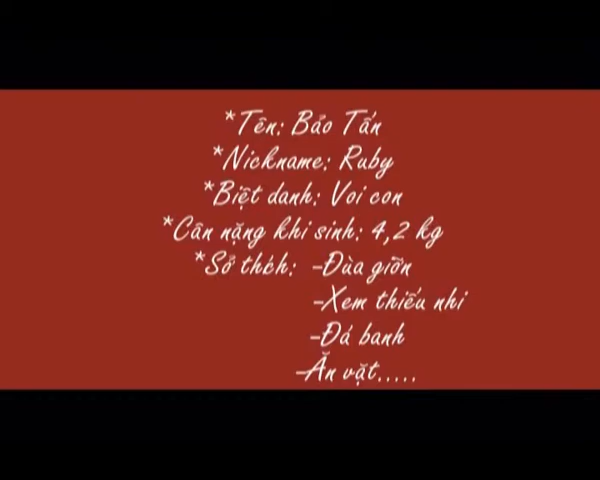 *Tên: Bảo Tấn
*Nickname: Ruby
*Biệt danh: Voi con
*Cân nặng khi sinh: 4,2 kg
*Sở thích: -Đùa giỡn
-Xem thiếu nhi
-Đá banh
-Ăn vặt.....